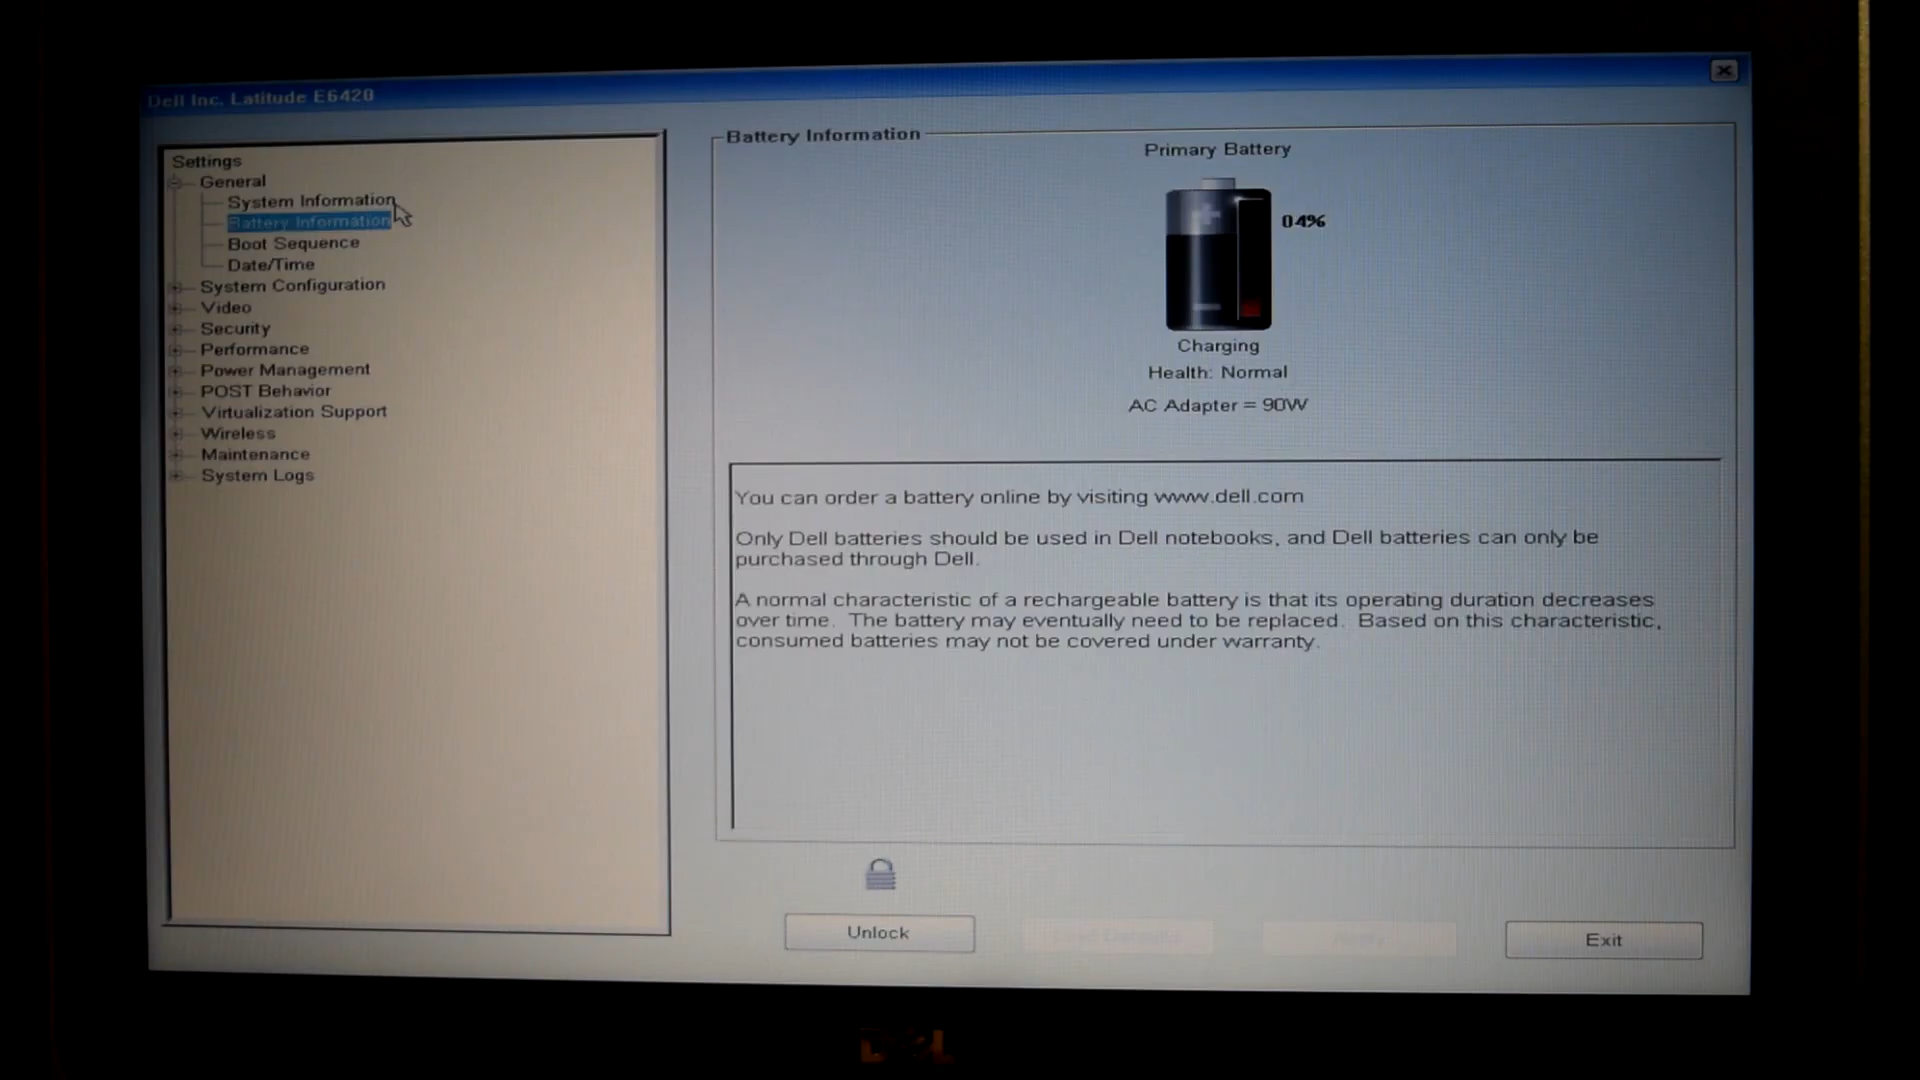 Dell Inc. Latitude E6420
Settings
General
System Information
Battery Information
Boot Sequence
Date/Time
System Configuration
Video
Security
Performance
Power Management
POST Behavior
Virtualization Support
Wireless
Maintenance
System Logs
Battery Information
Primary Battery
04%
Charging
Health: Normal
AC Adapter = 90W
You can order a battery online by visiting www.dell.com
Only Dell batteries should be used in Dell notebooks, and Dell batteries can only be
purchased through Dell.
A normal characteristic of a rechargeable battery is that its operating duration decreases
over time. The battery may eventually need to be replaced. Based on this characteristic,
consumed batteries may not be covered under warranty.
Unlock
Exit